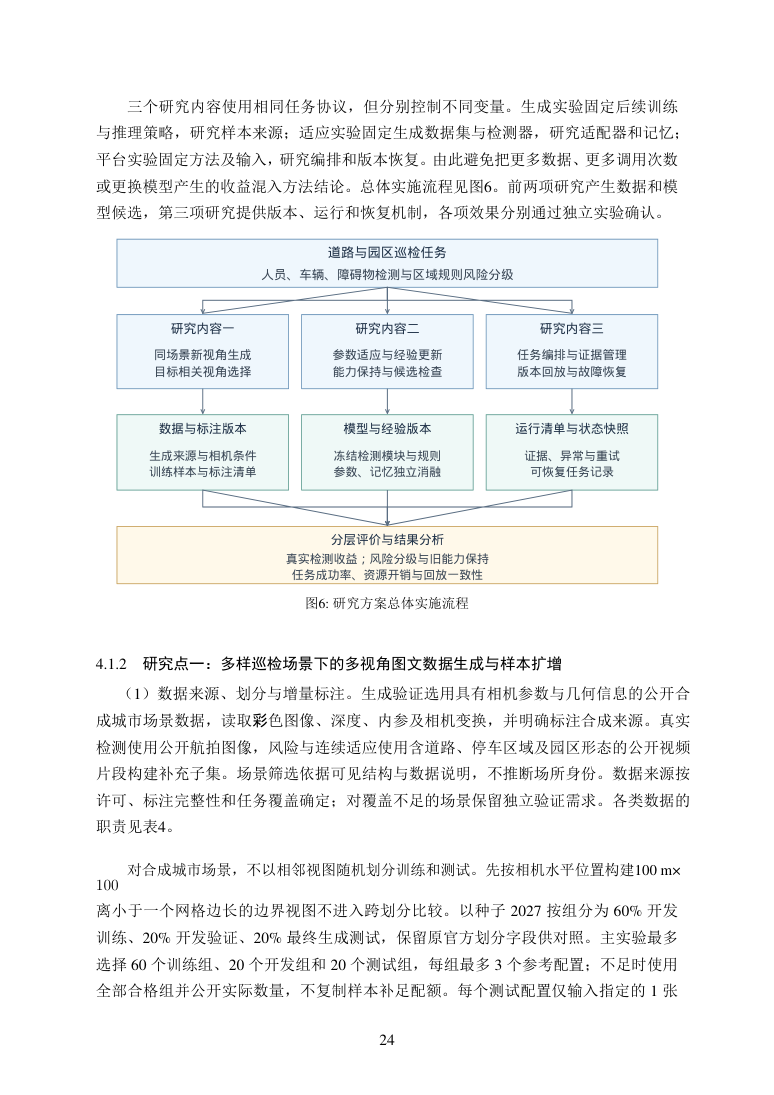 三个研究内容使用相同任务协议，但分别控制不同变量。生成实验固定后续训练
与推理策略，研究样本来源；适应实验固定生成数据集与检测器，研究适配器和记忆；
平台实验固定方法及输入，研究编排和版本恢复。由此避免把更多数据、更多调用次数
或更换模型产生的收益混入方法结论。总体实施流程见图6。前两项研究产生数据和模
型候选，第三项研究提供版本、运行和恢复机制，各项效果分别通过独立实验确认。
道路与园区巡检任务
人员、车辆、障碍物检测与区域规则风险分级
研究内容一
同场景新视角生成
目标相关视角选择
研究内容二
参数适应与经验更新
能力保持与候选检查
研究内容三
任务编排与证据管理
版本回放与故障恢复
数据与标注版本
生成来源与相机条件
训练样本与标注清单
模型与经验版本
冻结检测模块与规则
参数、记忆独立消融
运行清单与状态快照
证据、异常与重试
可恢复任务记录
分层评价与结果分析
真实检测收益；风险分级与旧能力保持
任务成功率、资源开销与回放一致性
图6: 研究方案总体实施流程
4.1.2 研究点一：多样巡检场景下的多视角图文数据生成与样本扩增
（1）数据来源、划分与增量标注。生成验证选用具有相机参数与几何信息的公开合
成城市场景数据，读取彩色图像、深度、内参及相机变换，并明确标注合成来源。真实
检测使用公开航拍图像，风险与连续适应使用含道路、停车区域及园区形态的公开视频
片段构建补充子集。场景筛选依据可见结构与数据说明，不推断场所身份。数据来源按
许可、标注完整性和任务覆盖确定；对覆盖不足的场景保留独立验证需求。各类数据的
职责见表4。
对合成城市场景，不以相邻视图随机划分训练和测试。先按相机水平位置构建100 m×
100
离小于一个网格边长的边界视图不进入跨划分比较。以种子 2027 按组分为 60% 开发
训练、20% 开发验证、20% 最终生成测试，保留原官方划分字段供对照。主实验最多
选择 60 个训练组、20 个开发组和 20 个测试组，每组最多 3 个参考配置；不足时使用
全部合格组并公开实际数量，不复制样本补足配额。每个测试配置仅输入指定的 1 张
24